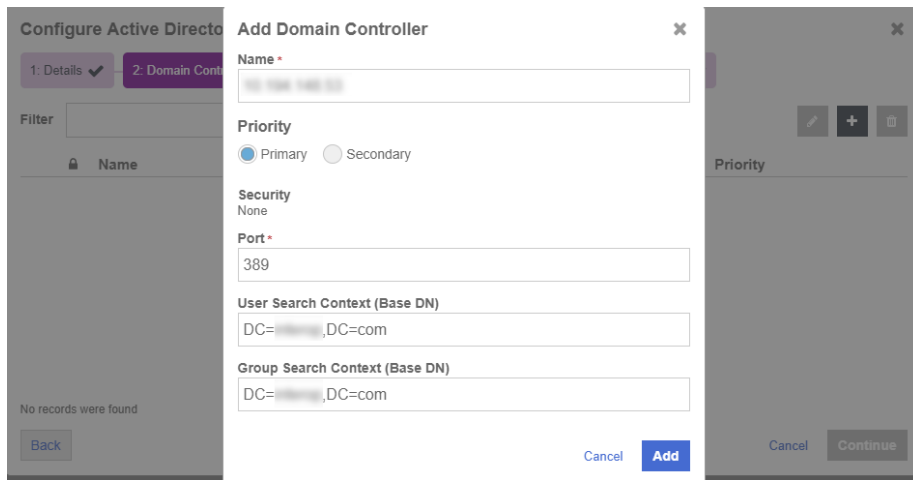 Configure Active Directo
1: Details
2: Domain Contr
Filter
Name
Priority
No records were found
Back
Cancel
Continue
Add Domain Controller
Name *
Priority
Primary
Secondary
Security
None
Port *
389
User Search Context (Base DN)
DC= ,DC=com
Group Search Context (Base DN)
DC= ,DC=com
Cancel
Add